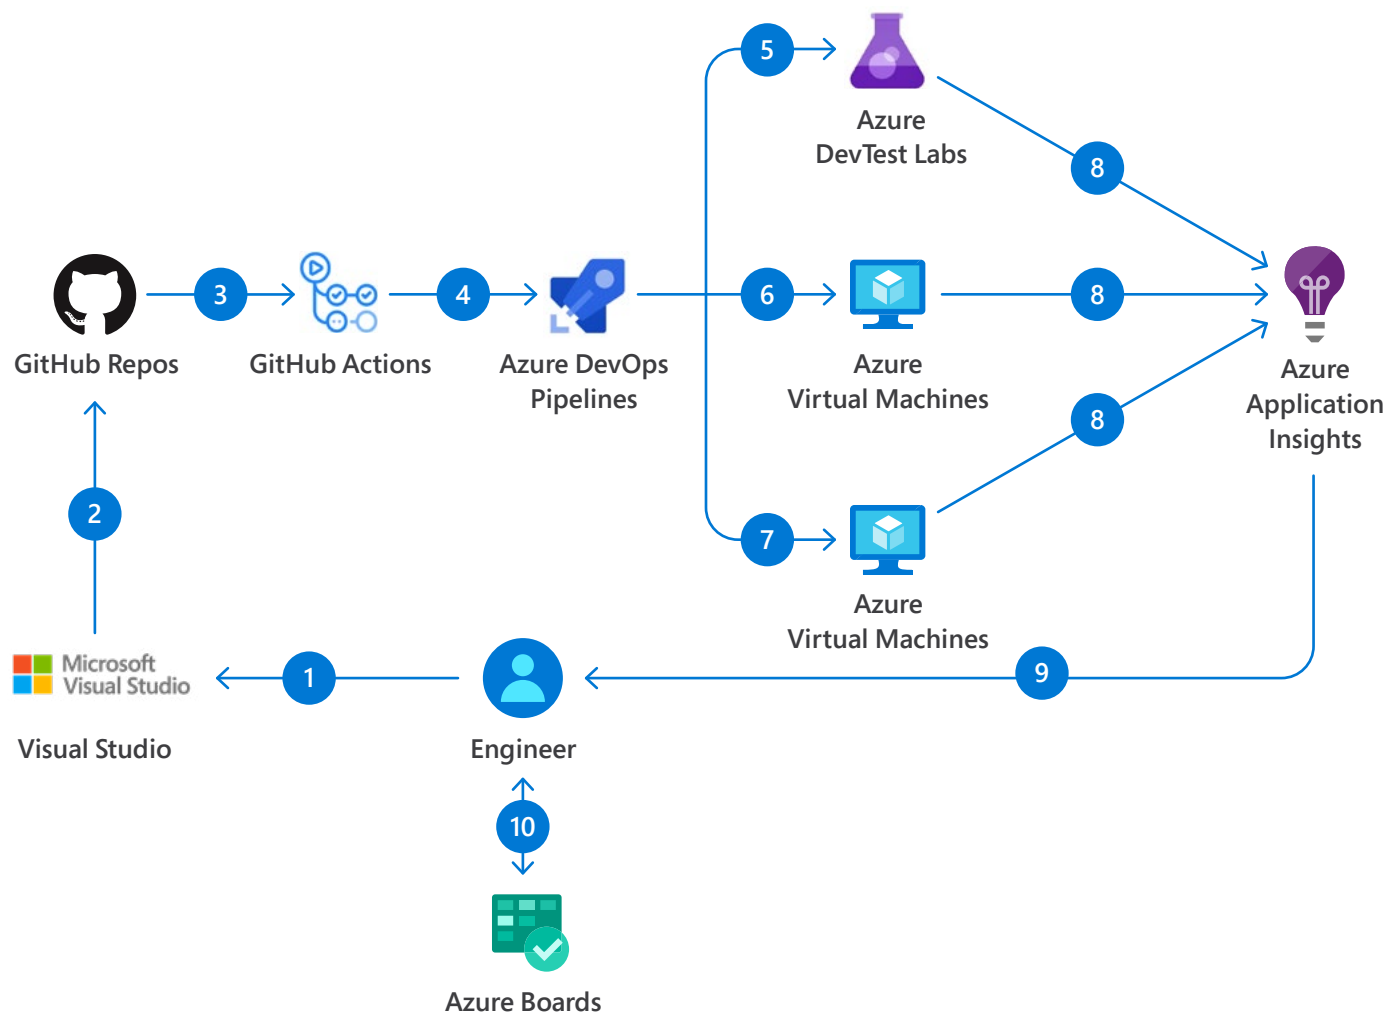 5
Azure
DevTest Labs
8
GitHub Repos
3
GitHub Actions
4
Azure DevOps
Pipelines
6
Azure
Virtual Machines
8
Azure
Application
Insights
8
7
Azure
Virtual Machines
2
Microsoft
Visual Studio
Visual Studio
1
Engineer
9
10
Azure Boards